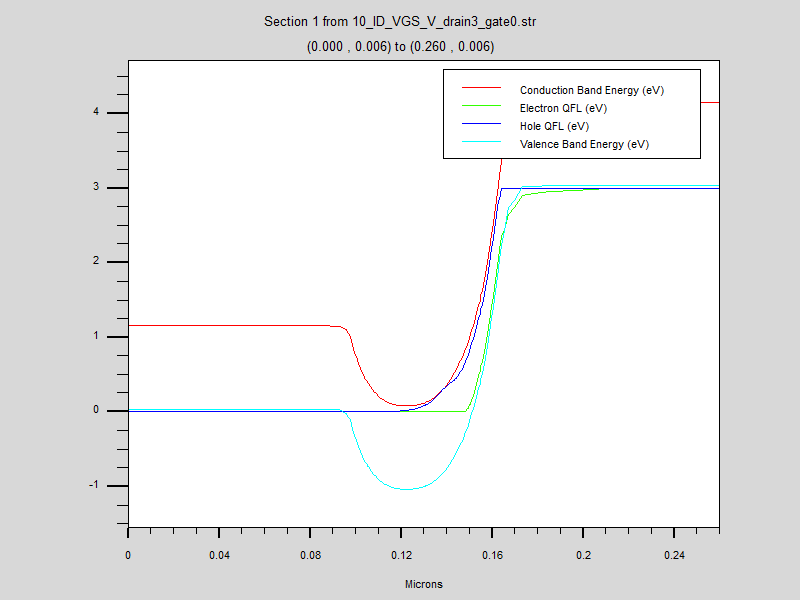 Section 1 from 10_ID_VGS_V_drain3_gate0.str
(0.000 , 0.006) to (0.260 , 0.006)
Conduction Band Energy (eV)
Electron QFL (eV)
Hole QFL (eV)
Valence Band Energy (eV)
4
3
2
1
0
-1
0 0.04 0.08 0.12 0.16 0.2 0.24
Microns